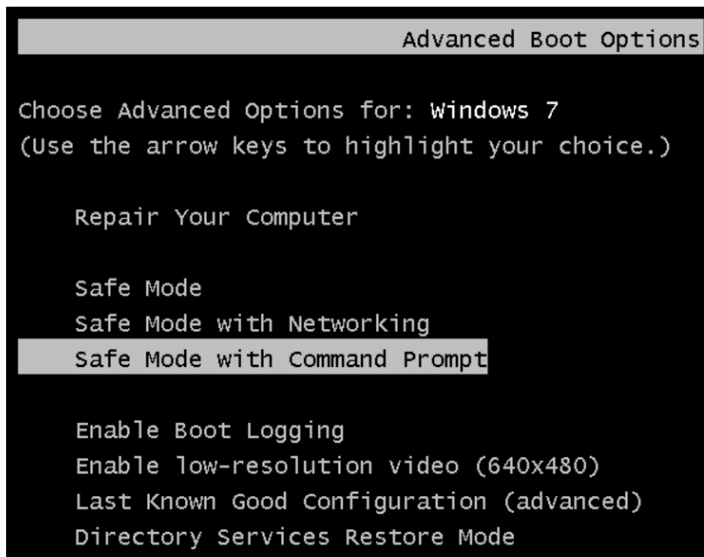 Advanced Boot Options
Choose Advanced Options for: Windows 7
(Use the arrow keys to highlight your choice.)
Repair Your Computer
Safe Mode
Safe Mode with Networking
Safe Mode with Command Prompt
Enable Boot Logging
Enable low-resolution video (640x480)
Last Known Good Configuration (advanced)
Directory Services Restore Mode